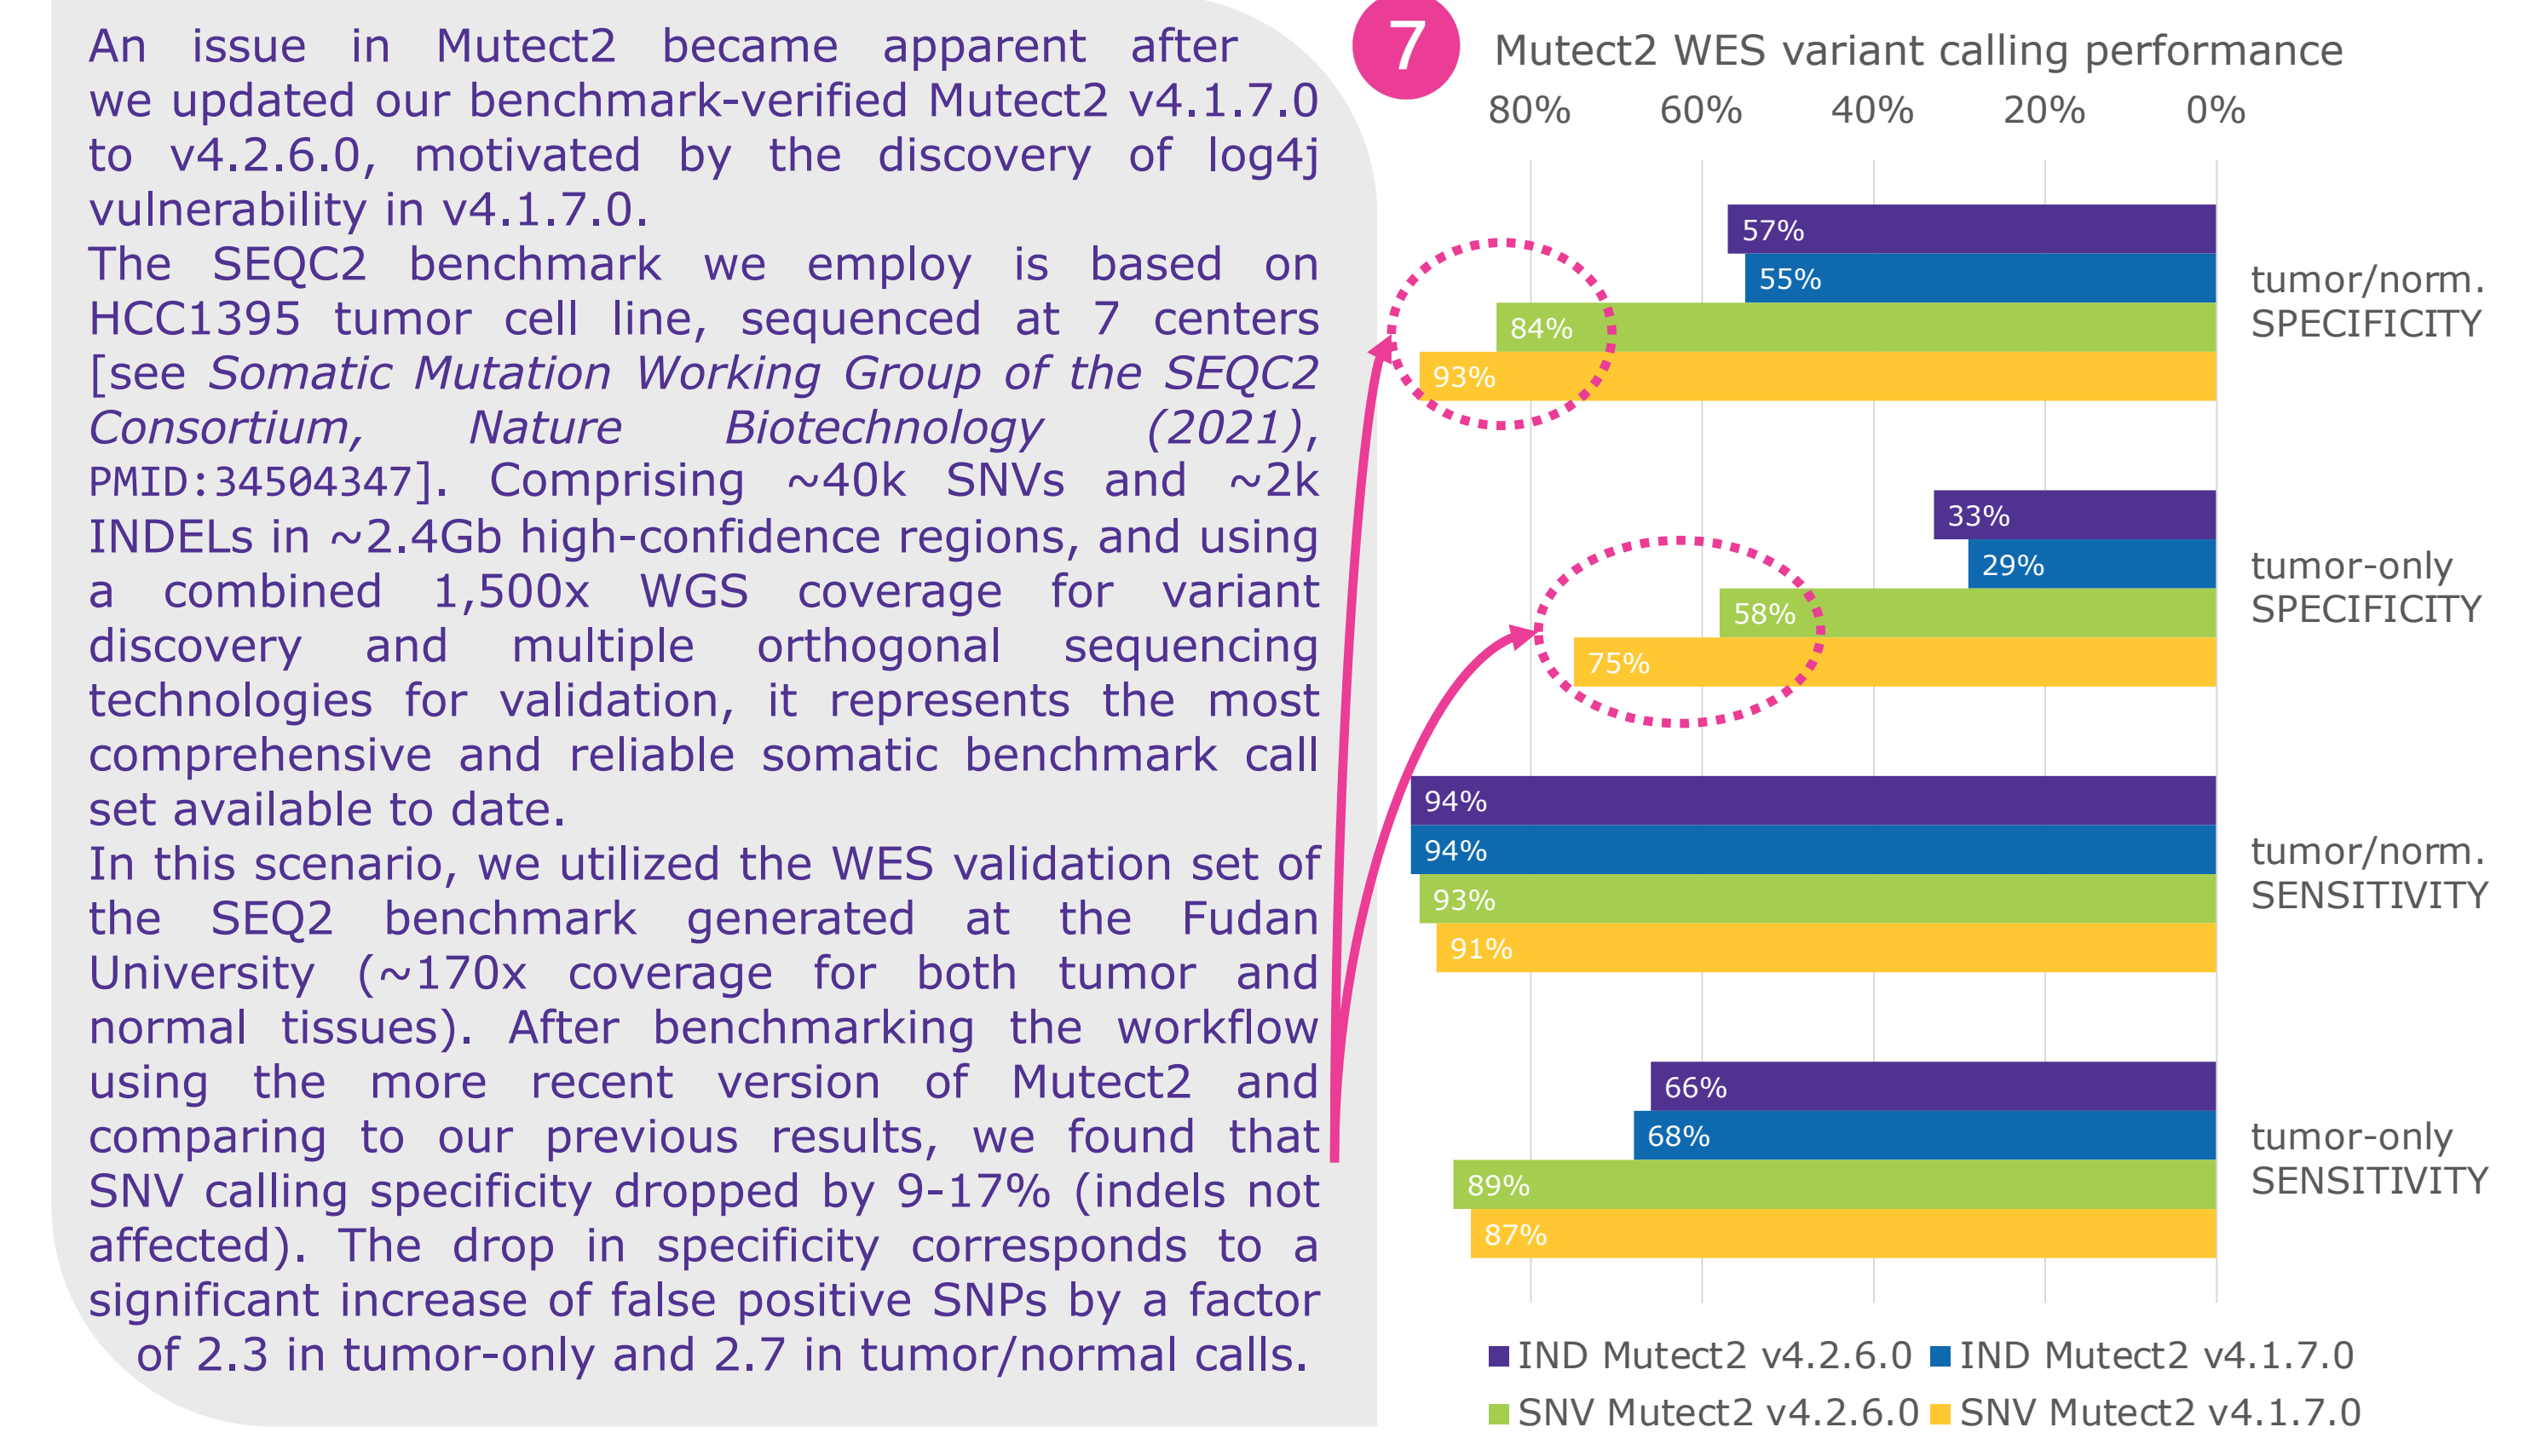 An issue in Mutect2 became apparent after
we updated our benchmark-verified Mutect2 v4.1.7.0
to v4.2.6.0, motivated by the discovery of log4j
vulnerability in v4.1.7.0.
The SEQC2 benchmark we employ is based on
HCC1395 tumor cell line, sequenced at 7 centers
[see Somatic Mutation Working Group of the SEQC2
Consortium, Nature Biotechnology (2021),
PMID:34504347]. Comprising ~40k SNVs and ~2k
INDELs in ~2.4Gb high-confidence regions, and using
a combined 1,500x WGS coverage for variant
discovery and multiple orthogonal sequencing
technologies for validation, it represents the most
comprehensive and reliable somatic benchmark call
set available to date.
In this scenario, we utilized the WES validation set of
the SEQ2 benchmark generated at the Fudan
University (~170x coverage for both tumor and
normal tissues). After benchmarking the workflow
using the more recent version of Mutect2 and
comparing to our previous results, we found that
SNV calling specificity dropped by 9-17% (indels not
affected). The drop in specificity corresponds to a
significant increase of false positive SNPs by a factor
of 2.3 in tumor-only and 2.7 in tumor/normal calls.
7
Mutect2 WES variant calling performance
80% 60% 40% 20% 0%
57%
55%
84%
93%
tumor/norm.
SPECIFICITY
33%
29%
58%
75%
tumor-only
SPECIFICITY
94%
94%
93%
91%
tumor/norm.
SENSITIVITY
66%
68%
89%
87%
tumor-only
SENSITIVITY
IND Mutect2 v4.2.6.0 IND Mutect2 v4.1.7.0
SNV Mutect2 v4.2.6.0 SNV Mutect2 v4.1.7.0